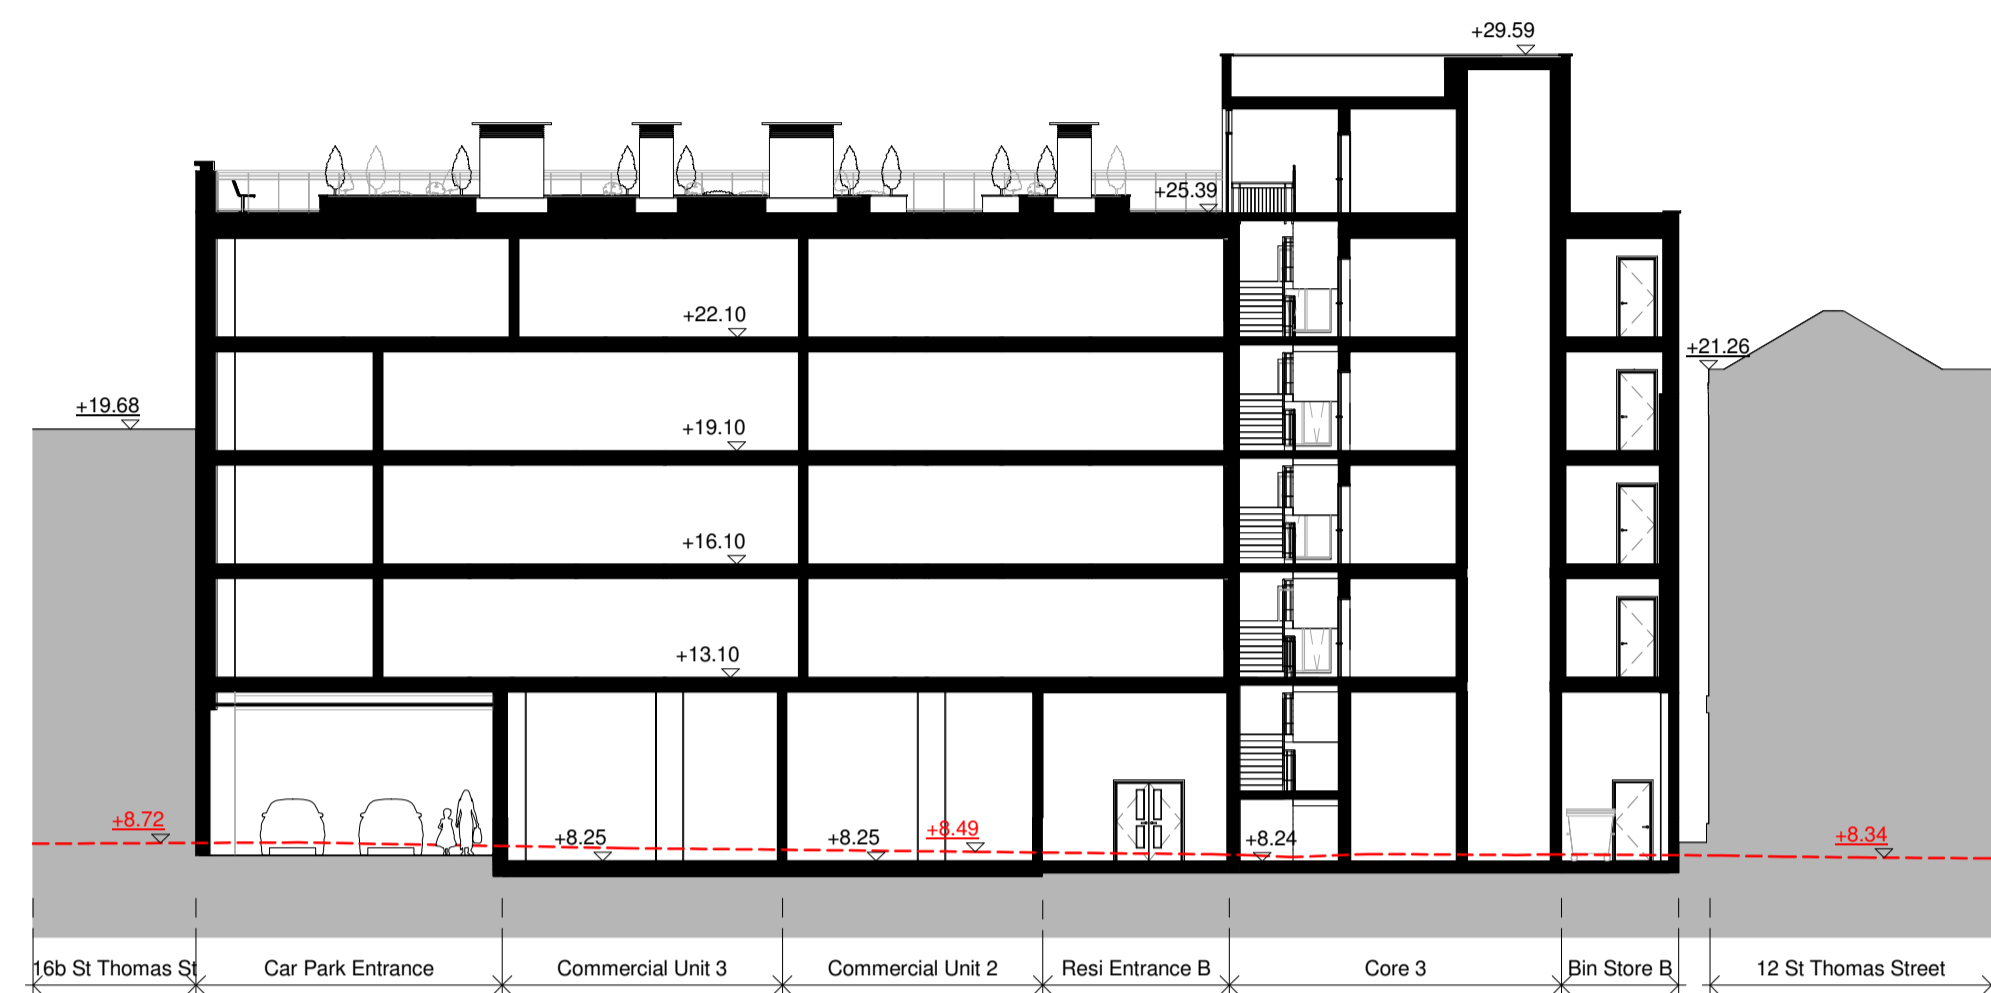 +29.59
+25.39
+22.10
+21.26
+19.68
+19.10
+16.10
+13.10
+8.72
+8.25
+8.25
+8.49
+8.24
+8.34
16b St Thomas St
Car Park Entrance
Commercial Unit 3
Commercial Unit 2
Resi Entrance B
Core 3
Bin Store B
12 St Thomas Street